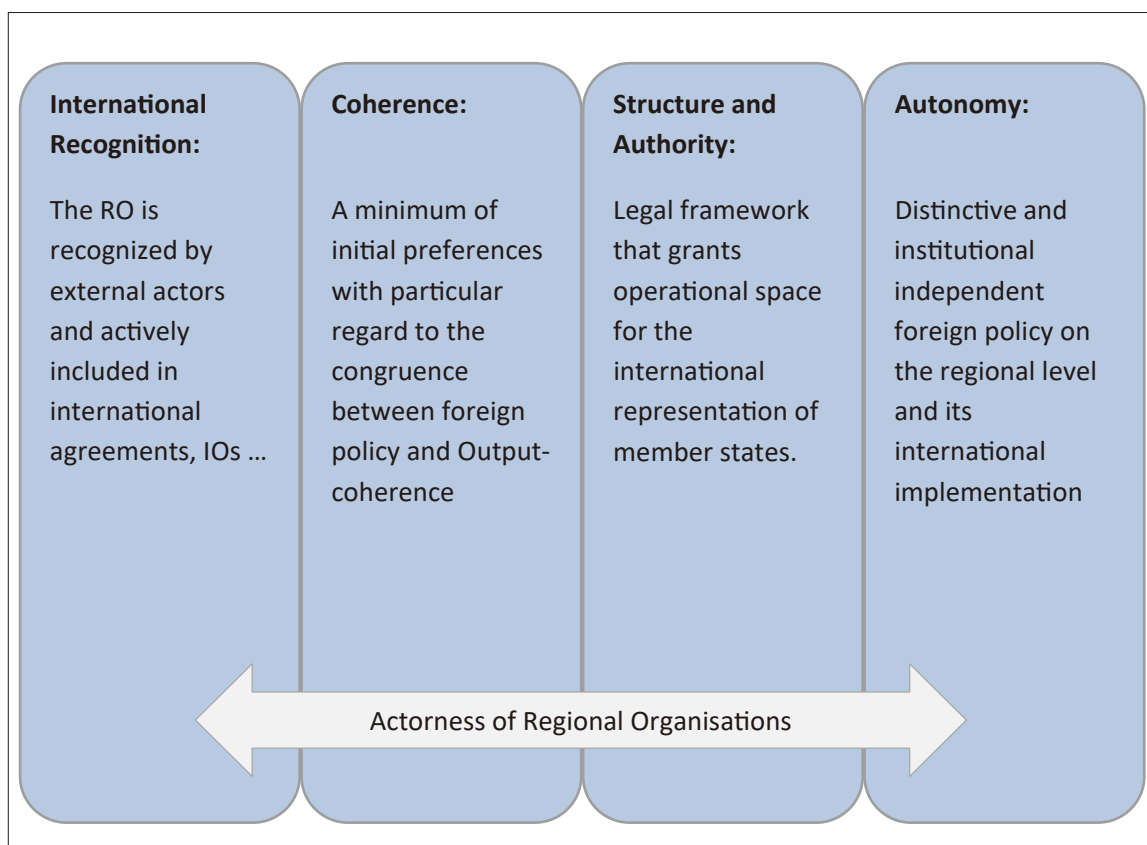 International
Recognition:
The RO is
recognized by
external actors
and actively
included in
international
agreements, IOs ...
Coherence:
A minimum of
initial preferences
with particular
regard to the
congruence
between foreign
policy and Output-
coherence
Structure and
Authority:
Legal framework
that grants
operational space
for the
international
representation of
member states.
Autonomy:
Distinctive and
institutional
independent
foreign policy on
the regional level
and its
international
implementation
Actorness of Regional Organisations